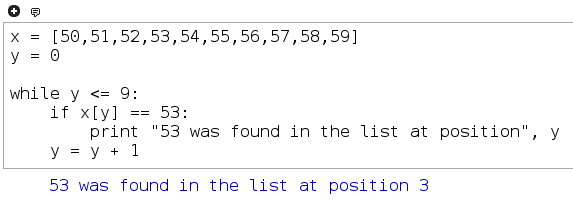 x = [50,51,52,53,54,55,56,57,58,59]
y = 0
while y <= 9:
    if x[y] == 53:
        print "53 was found in the list at position", y
    y = y + 1
53 was found in the list at position 3